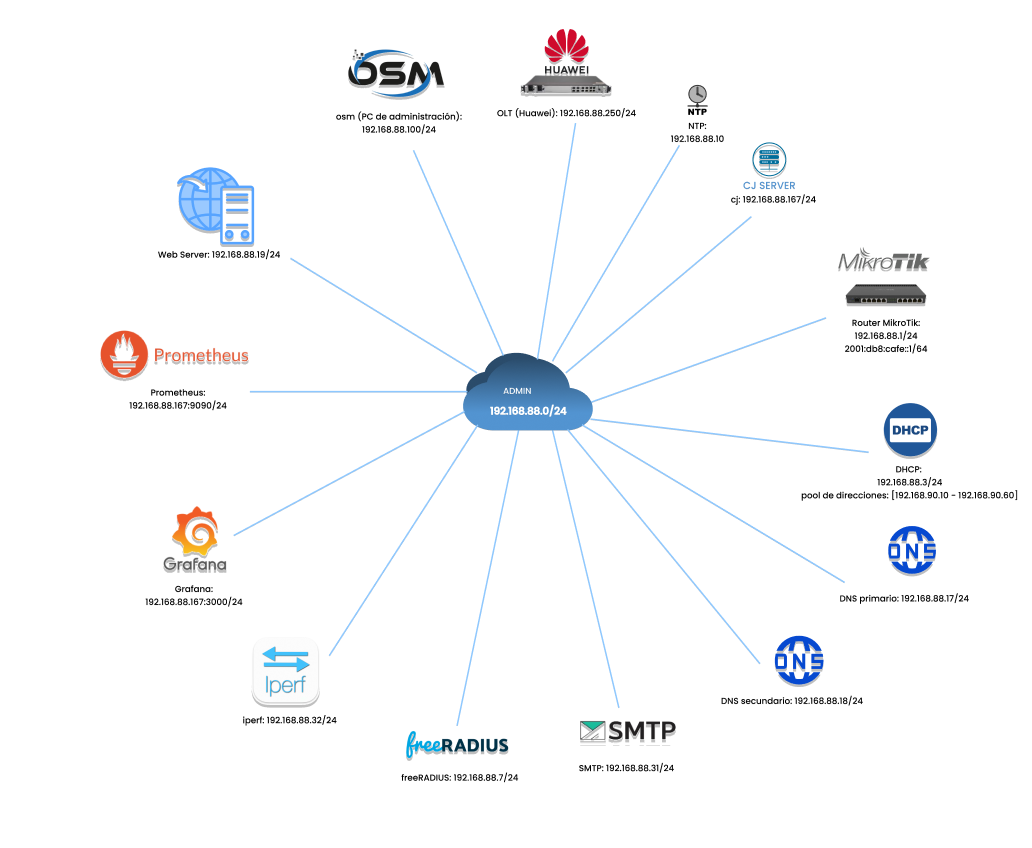 OSM
osm (PC de administración):
192.168.88.100/24
HUAWEI
OLT (Huawei): 192.168.88.250/24
NTP
NTP:
192.168.88.10
CJ SERVER
cj: 192.168.88.167/24
Web Server: 192.168.88.19/24
MikroTik
Router MikroTik:
192.168.88.1/24
2001:db8:cafe::1/64
Prometheus
Prometheus:
192.168.88.167:9090/24
ADMIN
192.168.88.0/24
DHCP
DHCP:
192.168.88.3/24
pool de direcciones: [192.168.90.10 - 192.168.90.60]
Grafana
Grafana:
192.168.88.167:3000/24
DNS
DNS primario: 192.168.88.17/24
Iperf
iperf: 192.168.88.32/24
DNS
DNS secundario: 192.168.88.18/24
freeRADIUS
freeRADIUS: 192.168.88.7/24
SMTP
SMTP: 192.168.88.31/24